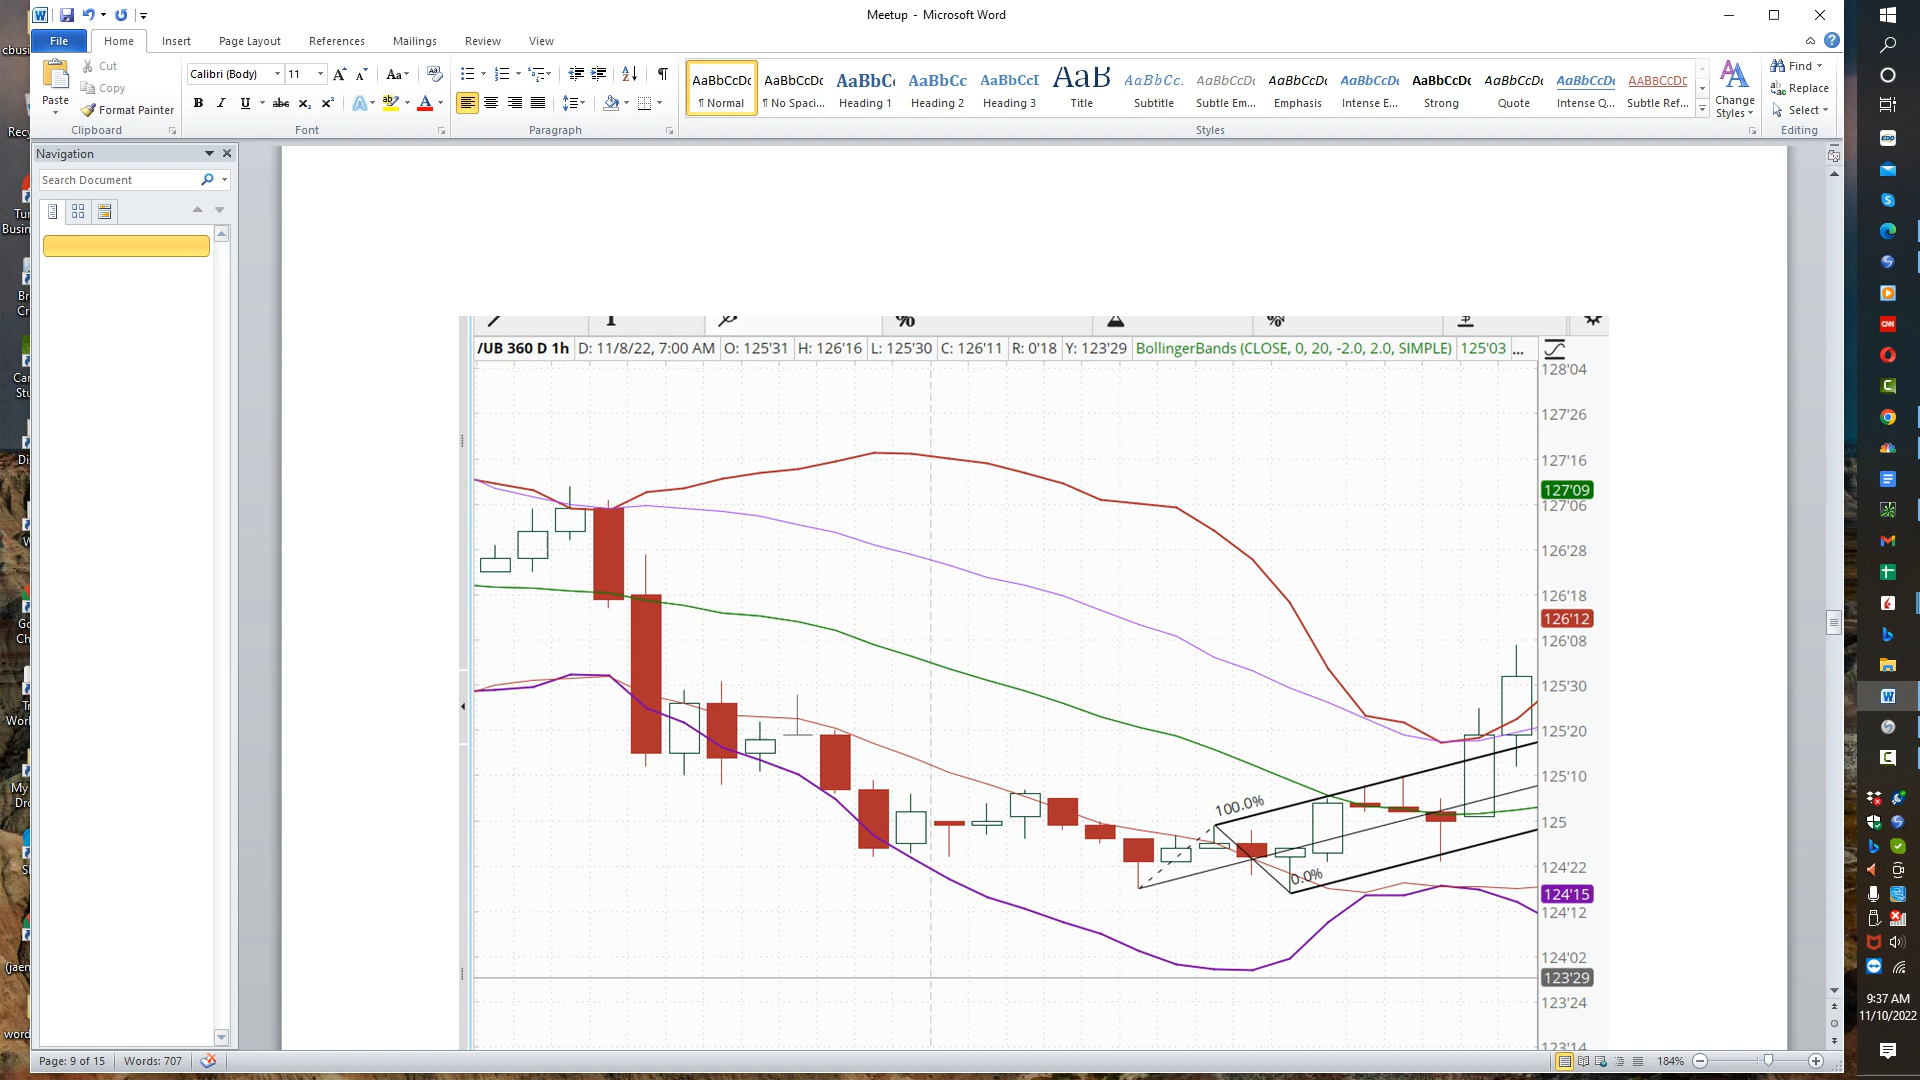 Meetup - Microsoft Word
File Home Insert Page Layout References Mailings Review View
Paste
Cut
Copy
Format Painter
Clipboard
Calibri (Body) 11
Font
Paragraph
AaBbCcDc AaBbCcDc AaBbC( AaBbCc AaBbCcI AaB AaBbCc. AaBbCcDc AaBbCcDc AaBbCcDc AaBbCcDc AaBbCcDc AaBbCcDc AABBCCDE
¶ Normal ¶ No Spaci... Heading 1 Heading 2 Heading 3 Title Subtitle Subtle Em... Emphasis Intense E... Strong Quote Intense Q... Subtle Ref...
Styles
Change Styles
Find
Replace
Select
Editing
Navigation
Search Document
/UB 360 D 1h D: 11/8/22, 7:00 AM O: 125'31 H: 126'16 L: 125'30 C: 126'11 R: 0'18 Y: 123'29 BollingerBands (CLOSE, 0, 20, -2.0, 2.0, SIMPLE) 125'03 ...
128'04
127'26
127'16
127'09
127'06
126'28
126'18
126'12
126'08
125'30
125'20
125'10
100.0%
125
124'22
0.0%
124'15
124'12
124'02
123'29
123'24
123'14
Page: 9 of 15 Words: 707
184%
9:37 AM
11/10/2022